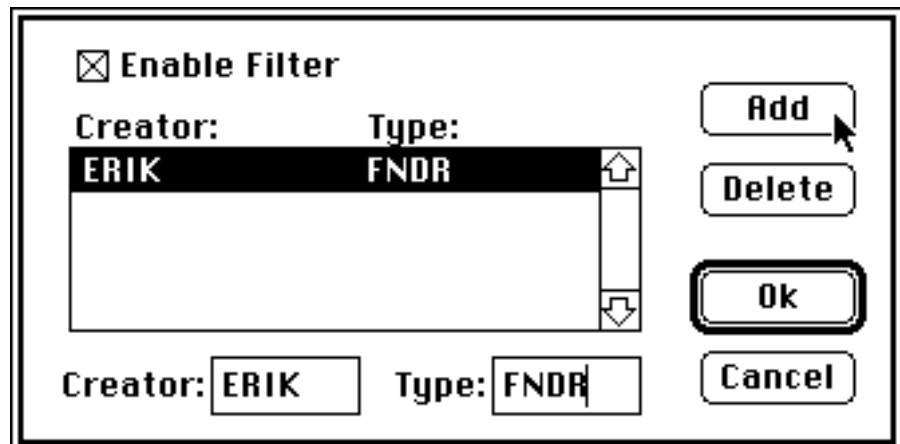 Enable Filter
Creator: Type:
ERIK FNDR
Add
Delete
Ok
Cancel
Creator: ERIK Type: FNDR